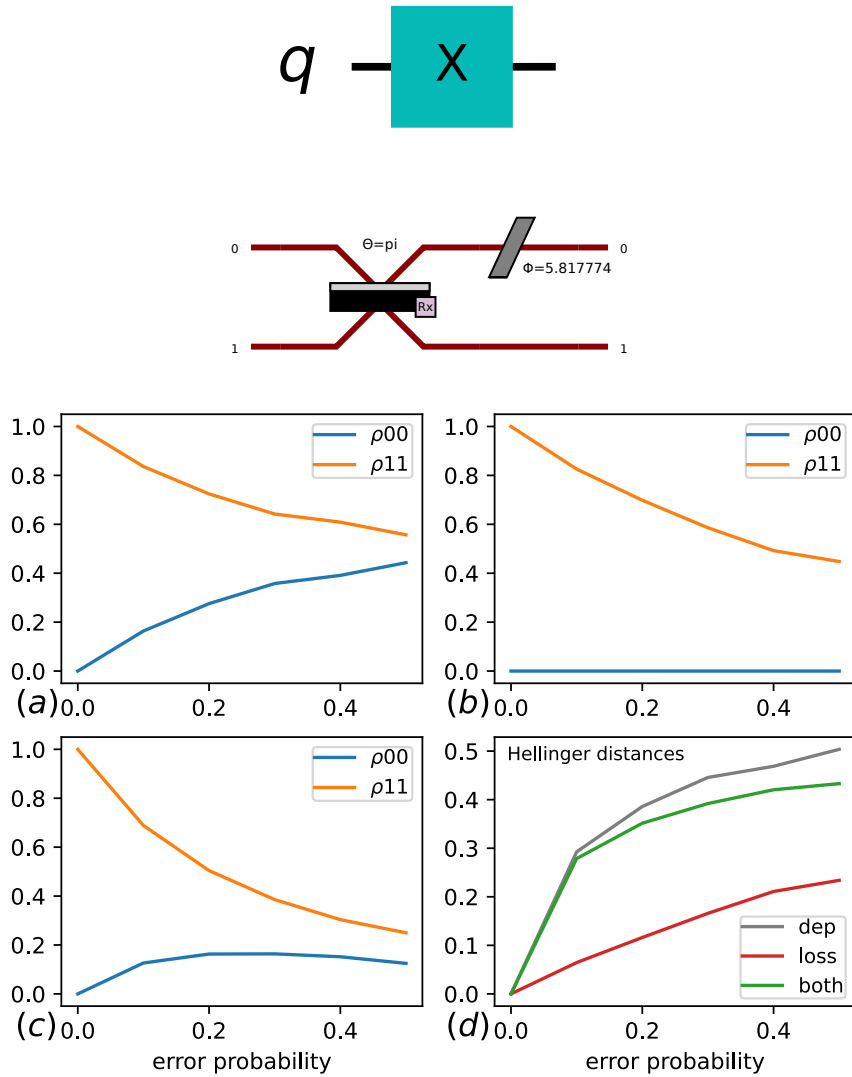 q X
Θ=pi
0 0
Φ=5.817774
Rx
1 1
1.0 0.8 0.6 0.4 0.2 0.0
ρ00
ρ11
(a) 0.0 0.2 0.4
1.0 0.8 0.6 0.4 0.2 0.0
ρ00
ρ11
(b) 0.0 0.2 0.4
1.0 0.8 0.6 0.4 0.2 0.0
ρ00
ρ11
(c) 0.0 0.2 0.4
error probability
0.5 0.4 0.3 0.2 0.1 0.0
Hellinger distances
dep
loss
both
(d) 0.0 0.2 0.4
error probability